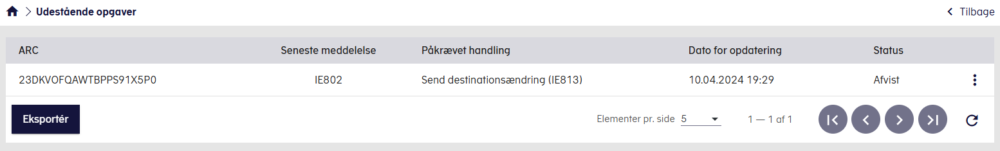 Udestående opgaver
Tilbage
ARC Seneste meddelelse Påkrævet handling Dato for opdatering Status
23DKVOFQAWTBPPS91X5P0 IE802 Send destinationsændring (IE813) 10.04.2024 19:29 Afvist
Eksportér Elementer pr. side 5 1 — 1 af 1